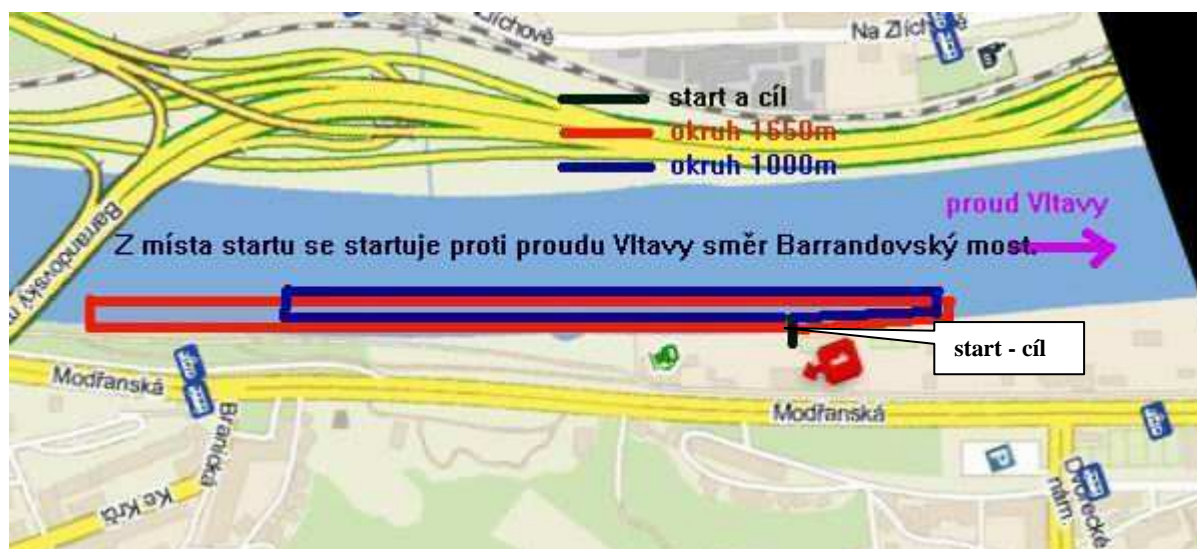 Zlíchově
Na Zlíchově
start a cíl
okruh 1650m
okruh 1000m
proud Vltavy
Z místa startu se startuje proti proudu Vltavy směr Barrandovský most.
Barrandovský m
start - cíl
Modřanská
Modřanská
Branická
Ke Krči
P
Dvorecké
nám.